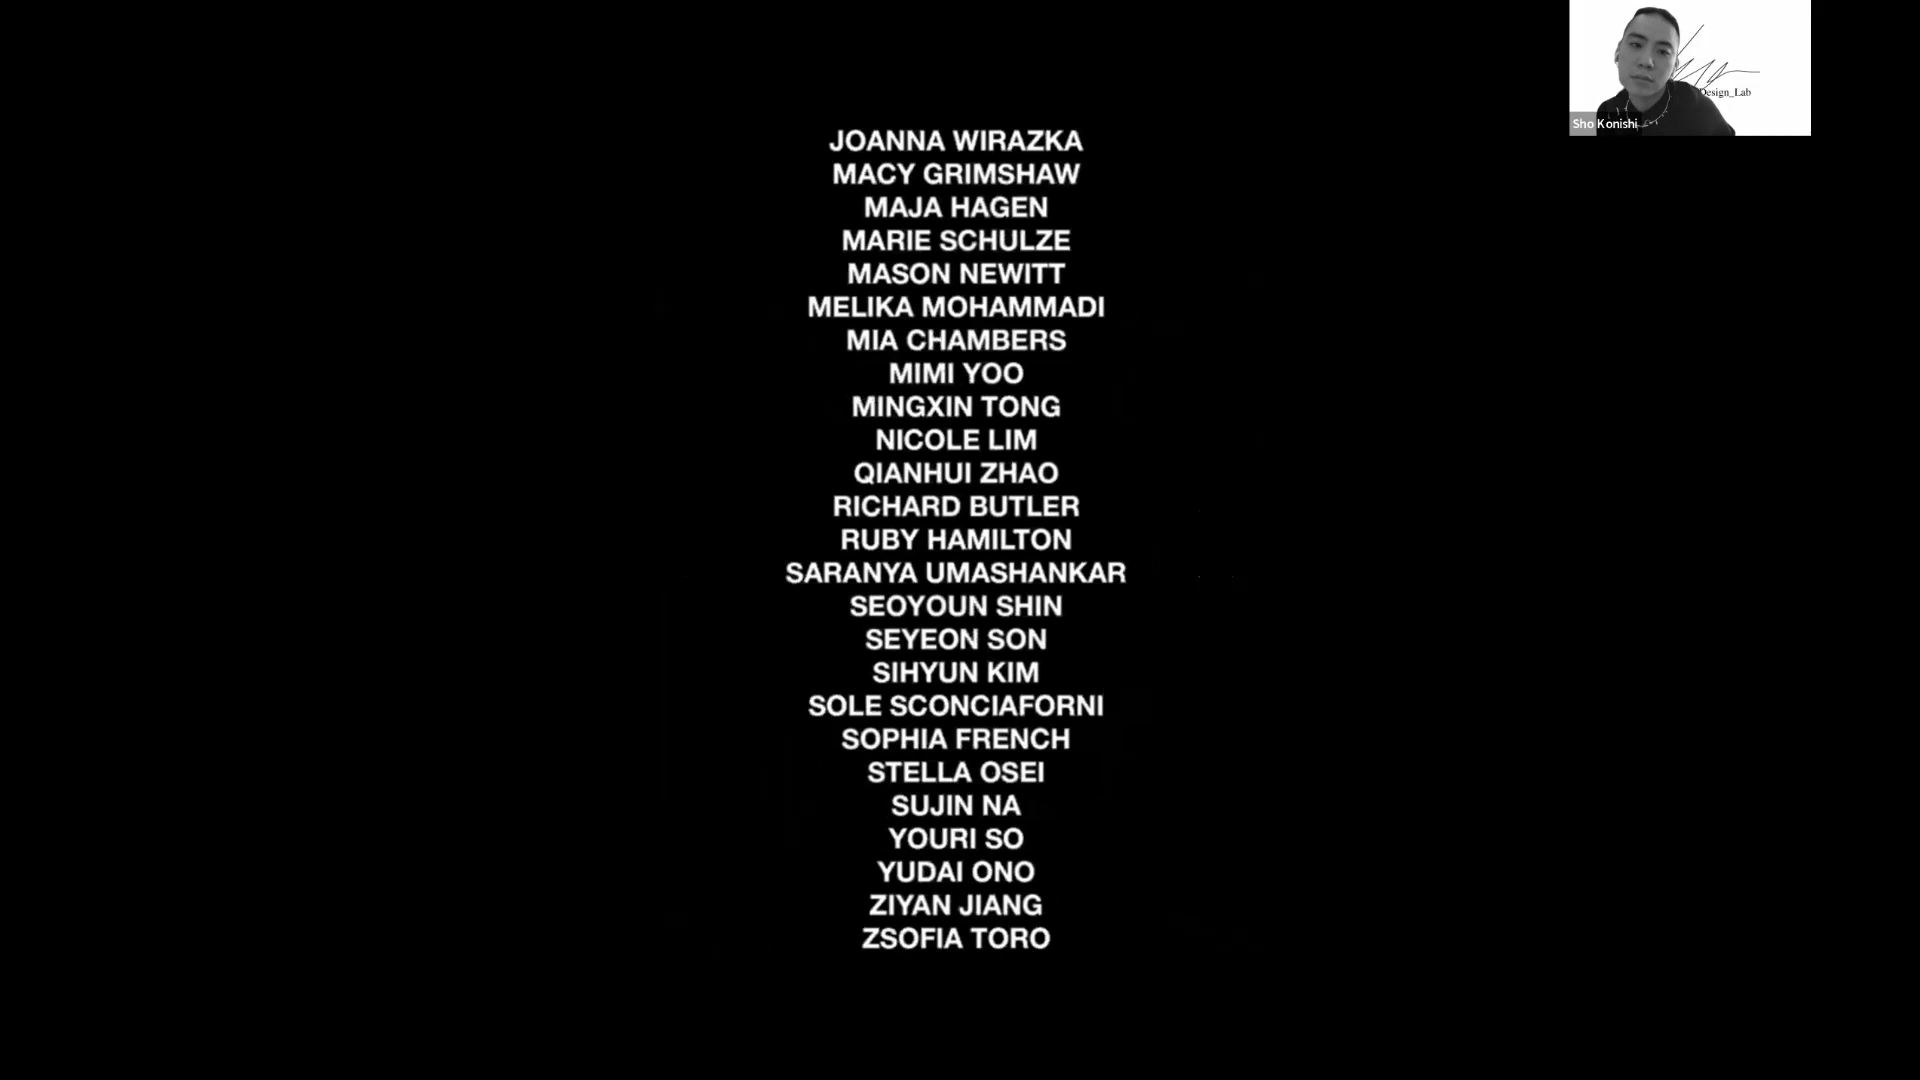 JOANNA WIRAZKA
MACY GRIMSHAW
MAJA HAGEN
MARIE SCHULZE
MASON NEWITT
MELIKA MOHAMMADI
MIA CHAMBERS
MIMI YOO
MINGXIN TONG
NICOLE LIM
QIANHUI ZHAO
RICHARD BUTLER
RUBY HAMILTON
SARANYA UMASHANKAR
SEOYOUN SHIN
SEYEON SON
SIHYUN KIM
SOLE SCONCIAFORNI
SOPHIA FRENCH
STELLA OSEI
SUJIN NA
YOURI SO
YUDAI ONO
ZIYAN JIANG
ZSOFIA TORO
Design_Lab
Sho Konishi